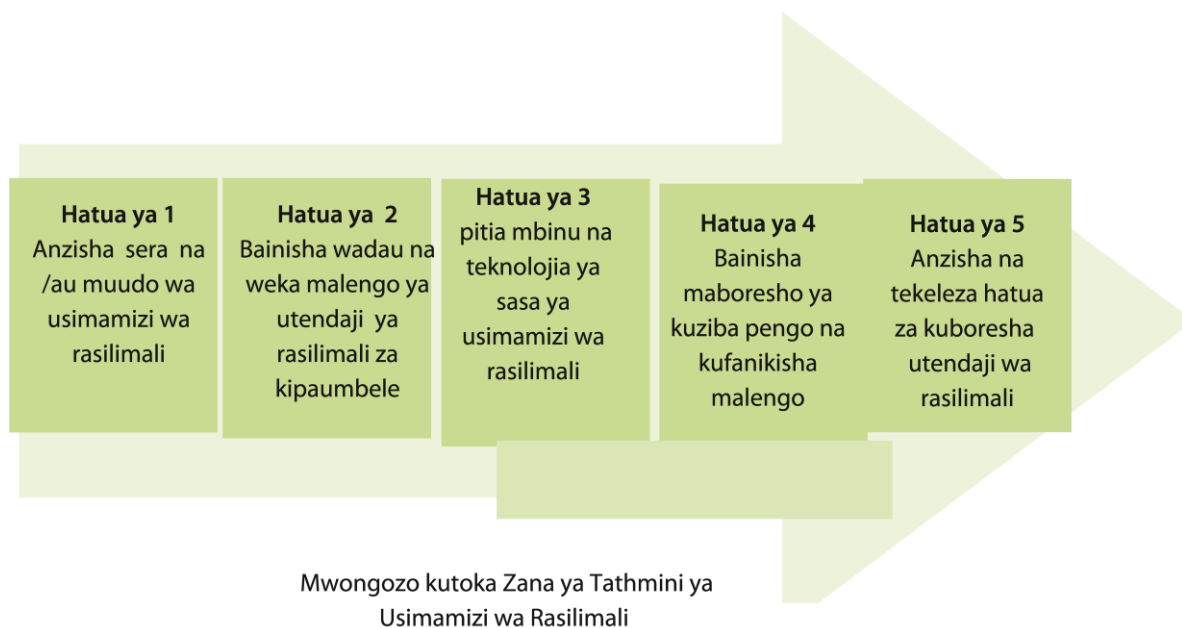 Hatua ya 1
Anzisha sera na
/au muudo wa
usimamizi wa
rasilimali
Hatua ya 2
Bainisha wadau na
weka malengo ya
utendaji ya
rasilimali za
kipaumbele
Hatua ya 3
pitia mbinu na
teknolojia ya
sasa ya
usimamizi wa
rasilimali
Hatua ya 4
Bainisha
maboresho ya
kuziba pengo na
kufanikisha
malengo
Hatua ya 5
Anzisha na
tekeleza hatua
za kuboresha
utendaji wa
rasilimali
Mwongozo kutoka Zana ya Tathmini ya
Usimamizi wa Rasilimali